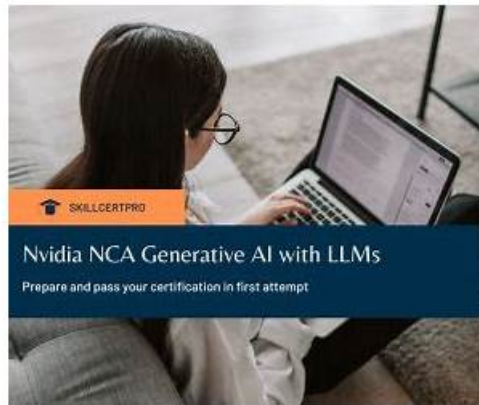 SKILLCERTPRO
Nvidia NCA Generative AI with LLMs
Prepare and pass your certification in first attempt